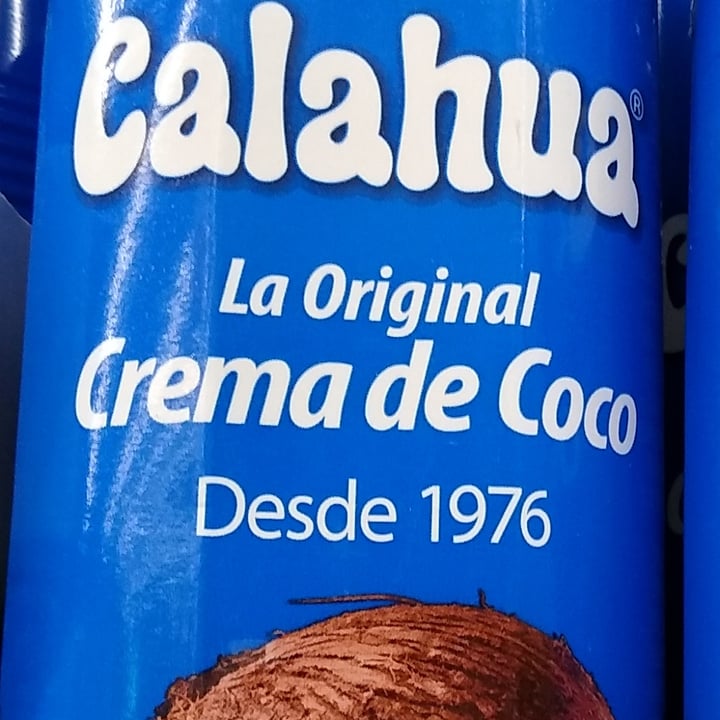 Calahua®
La Original
Crema de Coco
Desde 1976